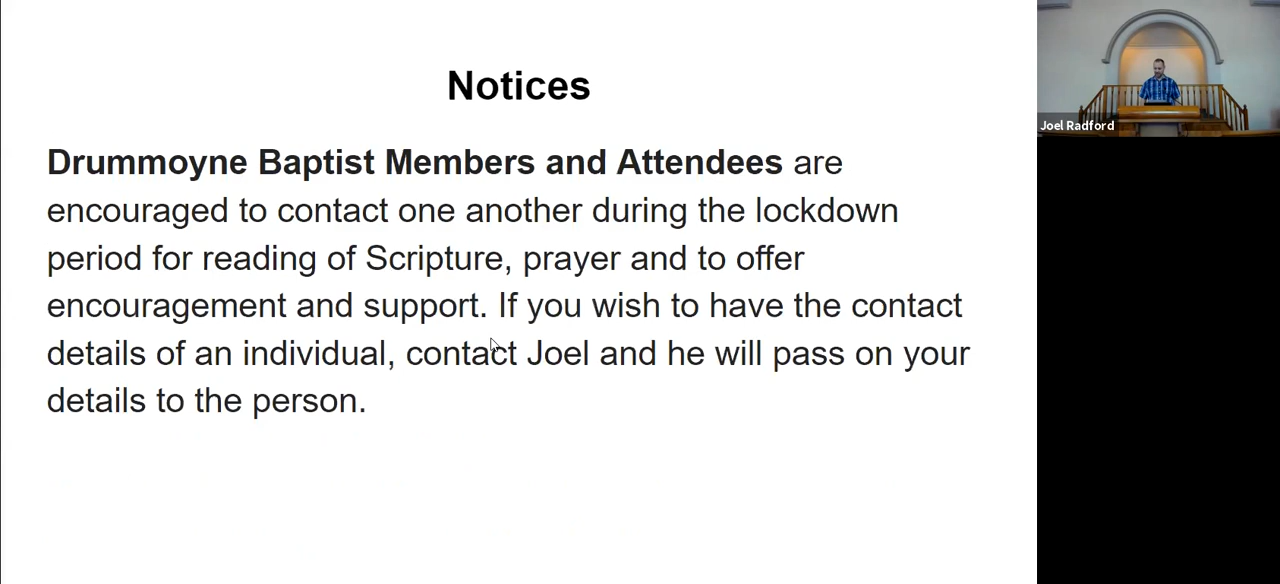 Notices
Drummoyne Baptist Members and Attendees are
encouraged to contact one another during the lockdown
period for reading of Scripture, prayer and to offer
encouragement and support. If you wish to have the contact
details of an individual, contact Joel and he will pass on your
details to the person.
Joel Radford